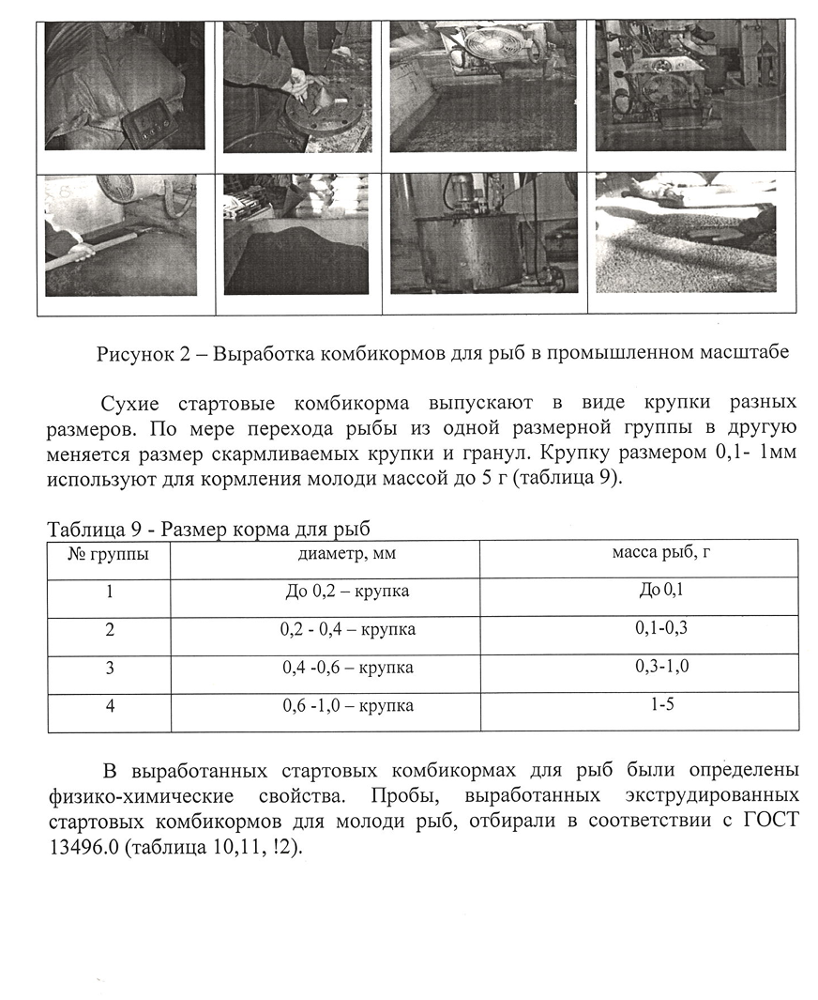 Рисунок 2 – Выработка комбикормов для рыб в промышленном масштабе
Сухие стартовые комбикорма выпускают в виде крупки разных
размеров. По мере перехода рыбы из одной размерной группы в другую
меняется размер скармливаемых крупки и гранул. Крупку размером 0,1- 1мм
используют для кормления молоди массой до 5 г (таблица 9).
Таблица 9 - Размер корма для рыб
№ группы диаметр, мм масса рыб, г
1 До 0,2 – крупка До 0,1
2 0,2 - 0,4 – крупка 0,1-0,3
3 0,4 -0,6 – крупка 0,3-1,0
4 0,6 -1,0 – крупка 1-5
В выработанных стартовых комбикормах для рыб были определены
физико-химические свойства. Пробы, выработанных экструдированных
стартовых комбикормов для молоди рыб, отбирали в соответствии с ГОСТ
13496.0 (таблица 10,11, !2).